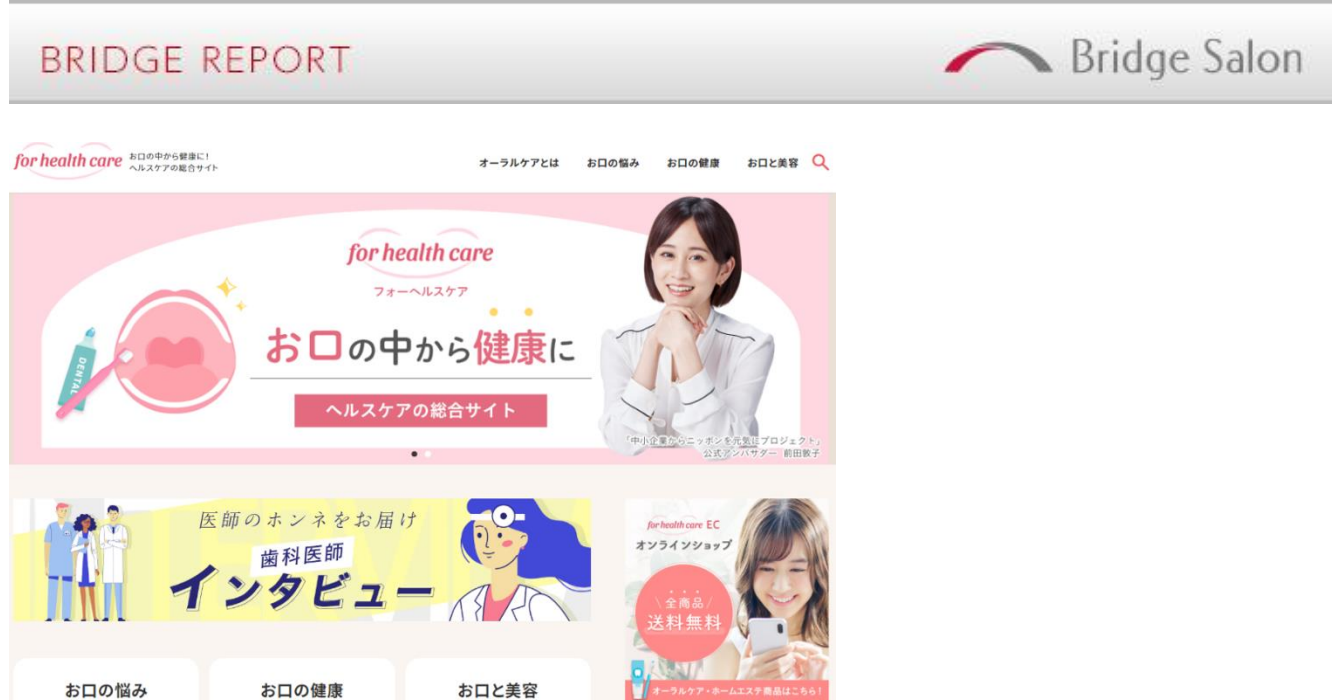 BRIDGE REPORT
Bridge Salon
for health care
お口の中から健康に!
ヘルスケアの総合サイト
オーラルケアとは お口の悩み お口の健康 お口と美容
for health care
フォーヘルスケア
お口の中から健康に
ヘルスケアの総合サイト
DENTAL
「中小企業からニッポンを元気にプロジェクト」
公式アンバサダー 前田敦子
医師のホンネをお届け
歯科医師
インタビュー
for health care EC
オンラインショップ
全商品
送料無料
オーラルケア・ホームエステ商品はこちら!
お口の悩み
お口の健康
お口と美容